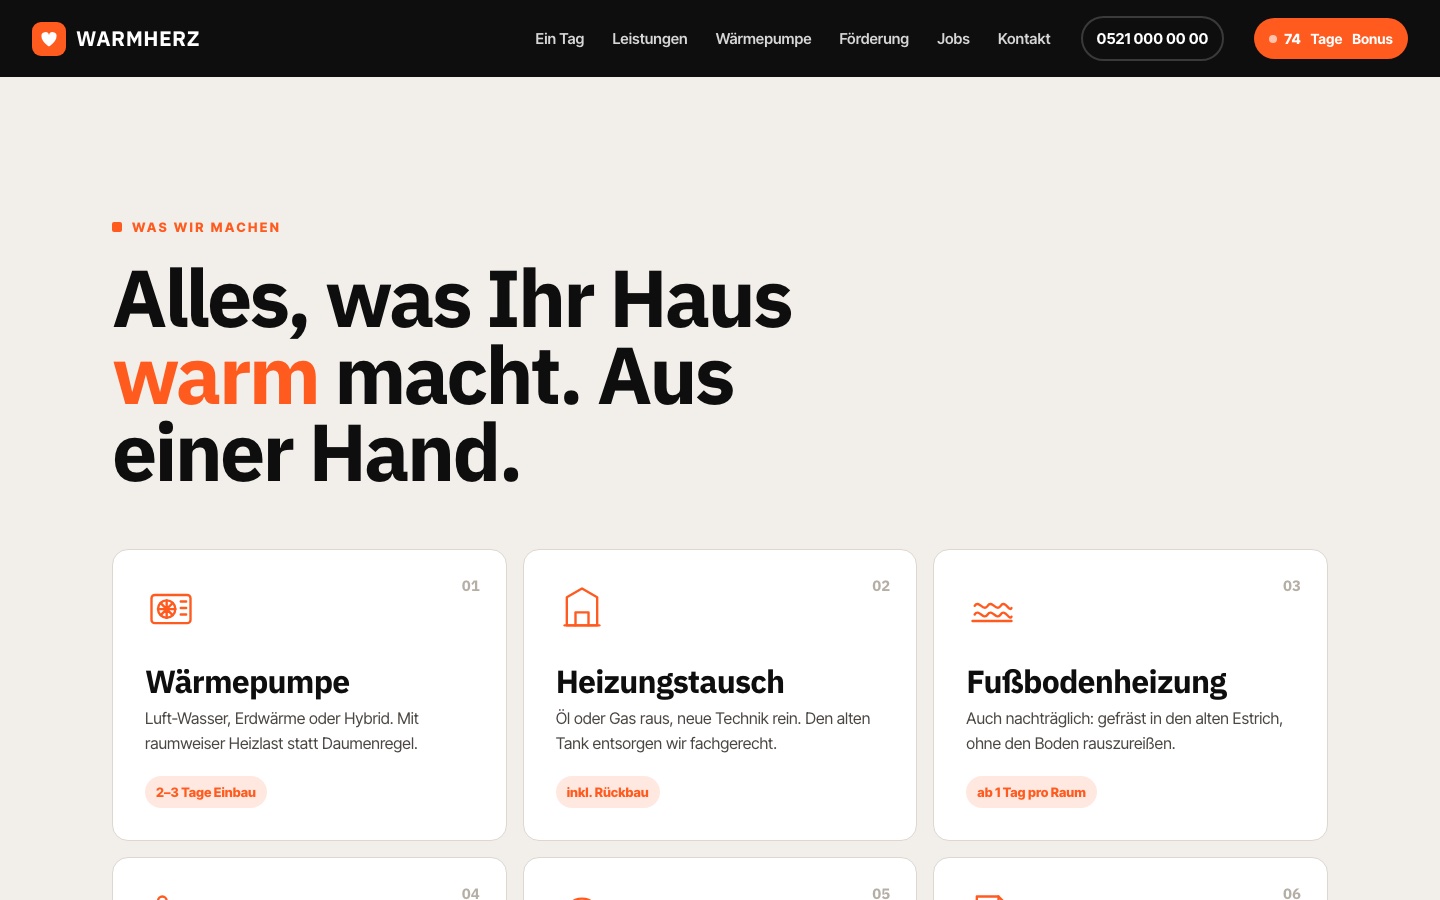 WARMHERZ
Ein Tag
Leistungen
Wärmepumpe
Förderung
Jobs
Kontakt
0521 000 00 00
74 Tage Bonus
WAS WIR MACHEN
Alles, was Ihr Haus
warm macht. Aus
einer Hand.
01
Wärmepumpe
Luft-Wasser, Erdwärme oder Hybrid. Mit
raumweiser Heizlast statt Daumenregel.
2–3 Tage Einbau
02
Heizungstausch
Öl oder Gas raus, neue Technik rein. Den alten
Tank entsorgen wir fachgerecht.
inkl. Rückbau
03
Fußbodenheizung
Auch nachträglich: gefräst in den alten Estrich,
ohne den Boden rauszureißen.
ab 1 Tag pro Raum
04
05
06